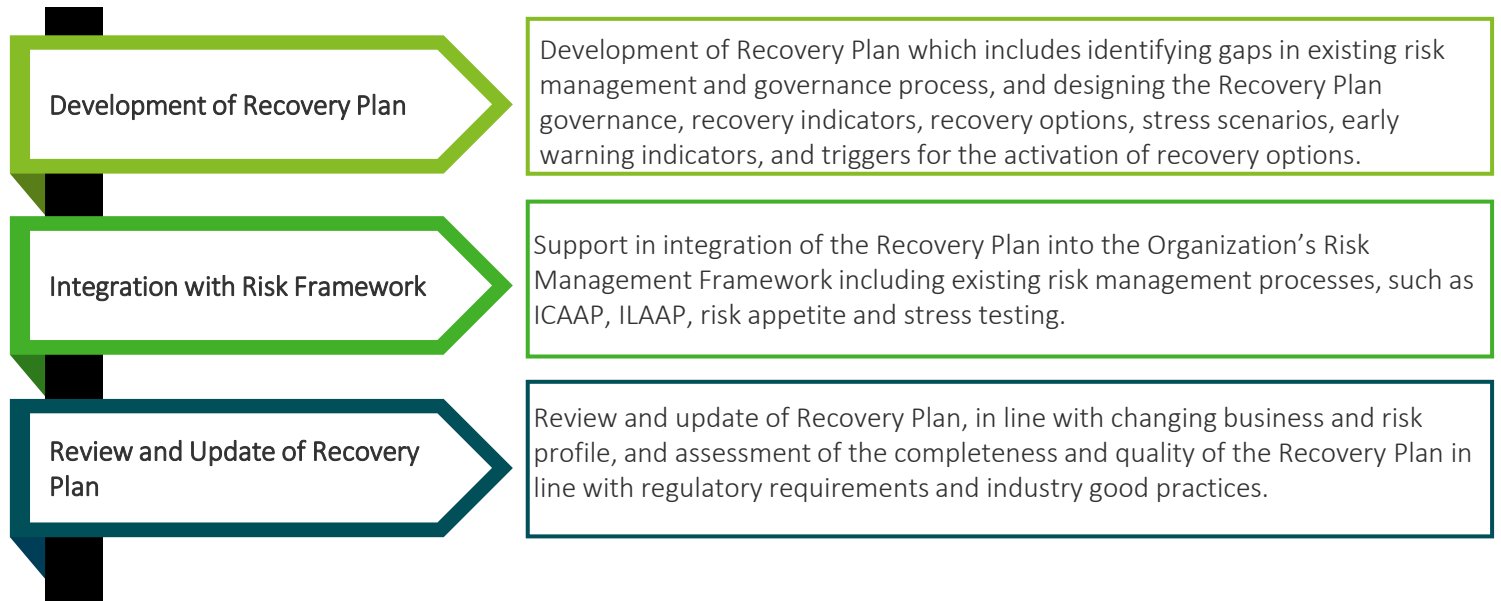 Development of Recovery Plan
Development of Recovery Plan which includes identifying gaps in existing risk
management and governance process, and designing the Recovery Plan
governance, recovery indicators, recovery options, stress scenarios, early
warning indicators, and triggers for the activation of recovery options.
Integration with Risk Framework
Support in integration of the Recovery Plan into the Organization’s Risk
Management Framework including existing risk management processes, such as
ICAAP, ILAAP, risk appetite and stress testing.
Review and Update of Recovery
Plan
Review and update of Recovery Plan, in line with changing business and risk
profile, and assessment of the completeness and quality of the Recovery Plan in
line with regulatory requirements and industry good practices.